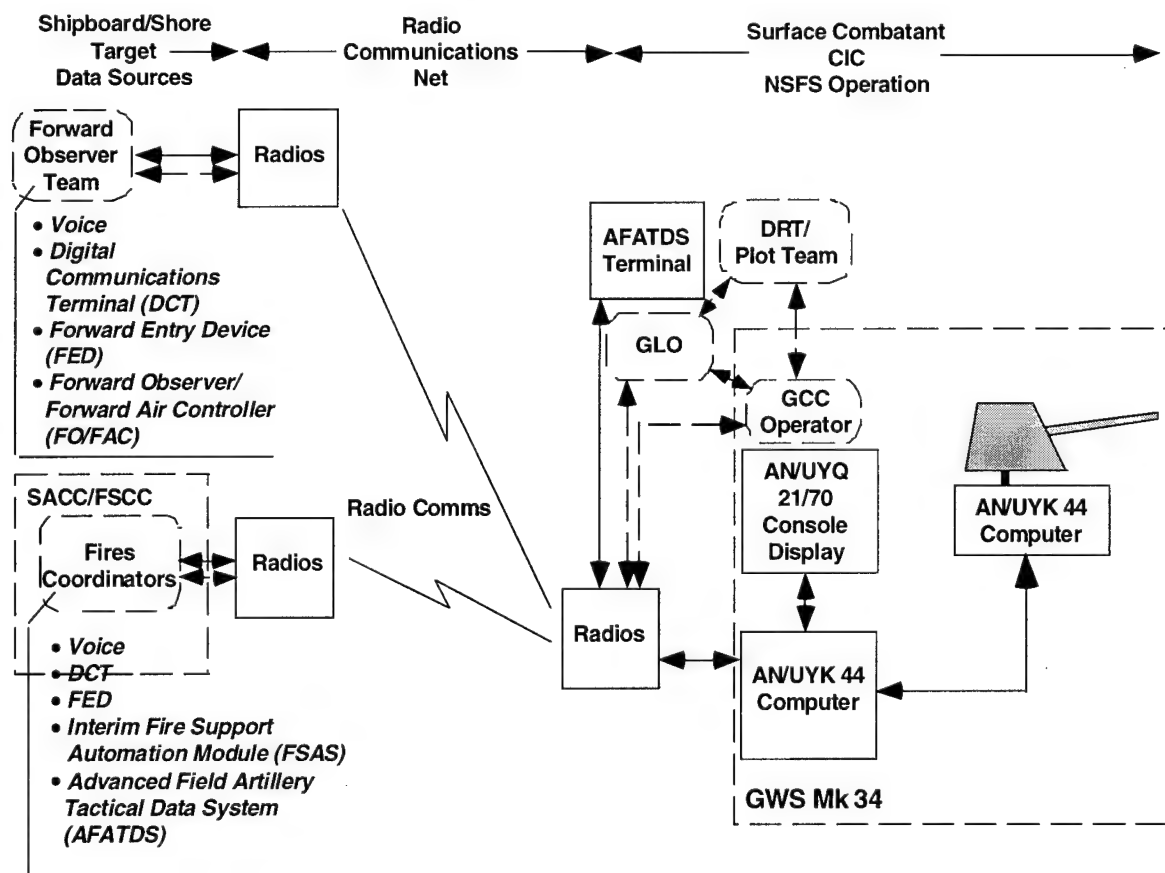 Shipboard/Shore
Target
Data Sources
Radio
Communications
Net
Surface Combatant
CIC
NSFS Operation
Forward
Observer
Team
Radios
• Voice
• Digital
Communications
Terminal (DCT)
• Forward Entry Device
(FED)
• Forward Observer/
Forward Air Controller
(FO/FAC)
AFATDS
Terminal
DRT/
Plot Team
GLO
GCC
Operator
AN/UYQ
21/70
Console
Display
AN/UYK 44
Computer
SACC/FSCC
Fires
Coordinators
Radios
Radio Comms
Radios
AN/UYK 44
Computer
• Voice
• DCT
• FED
• Interim Fire Support
Automation Module (FSAS)
• Advanced Field Artillery
Tactical Data System
(AFATDS)
GWS Mk 34